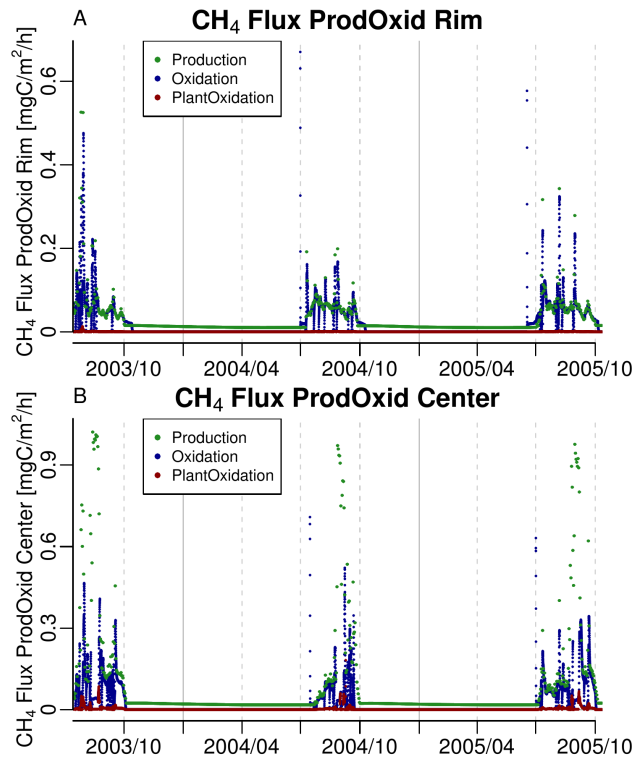 A
CH₄ Flux ProdOxid Rim
CH₄ Flux ProdOxid Rim [mgC/m²/h]
Production
Oxidation
PlantOxidation
0.6
0.4
0.2
0
2003/10 2004/04 2004/10 2005/04 2005/10
B
CH₄ Flux ProdOxid Center
CH₄ Flux ProdOxid Center [mgC/m²/h]
Production
Oxidation
PlantOxidation
0.9
0.6
0.3
0
2003/10 2004/04 2004/10 2005/04 2005/10